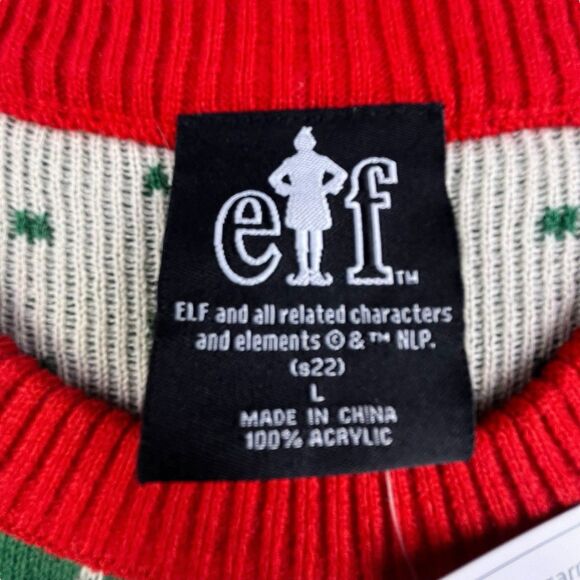 elf™
ELF and all related characters
and elements © & ™ NLP.
(s22)
L
MADE IN CHINA
100% ACRYLIC